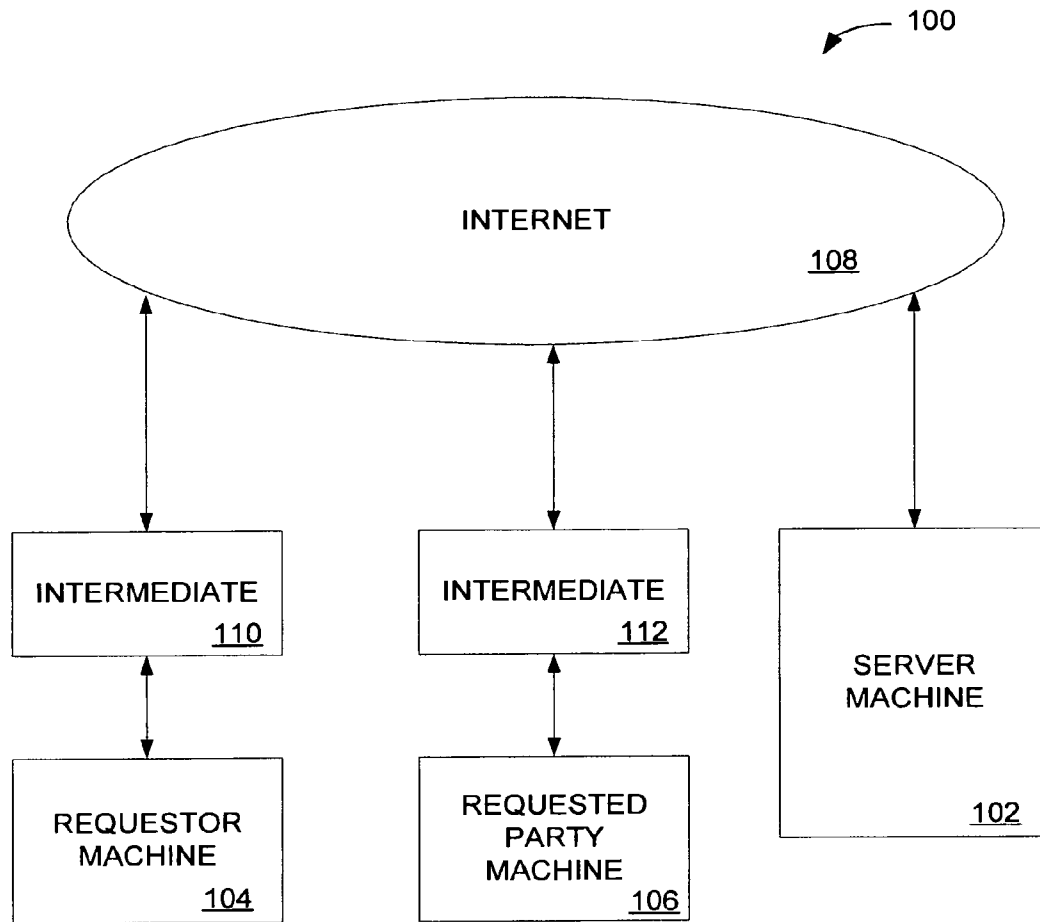 100
INTERNET
108
INTERMEDIATE
110
INTERMEDIATE
112
SERVER
MACHINE
102
REQUESTOR
MACHINE
104
REQUESTED
PARTY
MACHINE
106